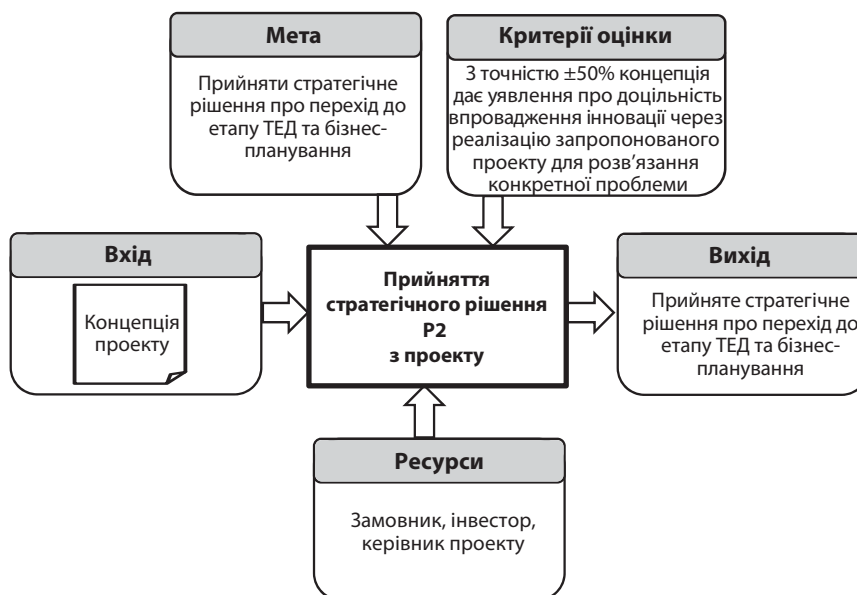 Мета
Прийняти стратегічне
рішення про перехід до
етапу ТЕД та бізнес-
планування
Критерії оцінки
З точністю ±50% концепція
дає уявлення про доцільність
впровадження інновації через
реалізацію запропонованого
проекту для розв’язання
конкретної проблеми
Вхід
Концепція
проекту
Прийняття
стратегічного рішення
Р2
з проекту
Вихід
Прийняте стратегічне
рішення про перехід до
етапу ТЕД та бізнес-
планування
Ресурси
Замовник, інвестор,
керівник проекту